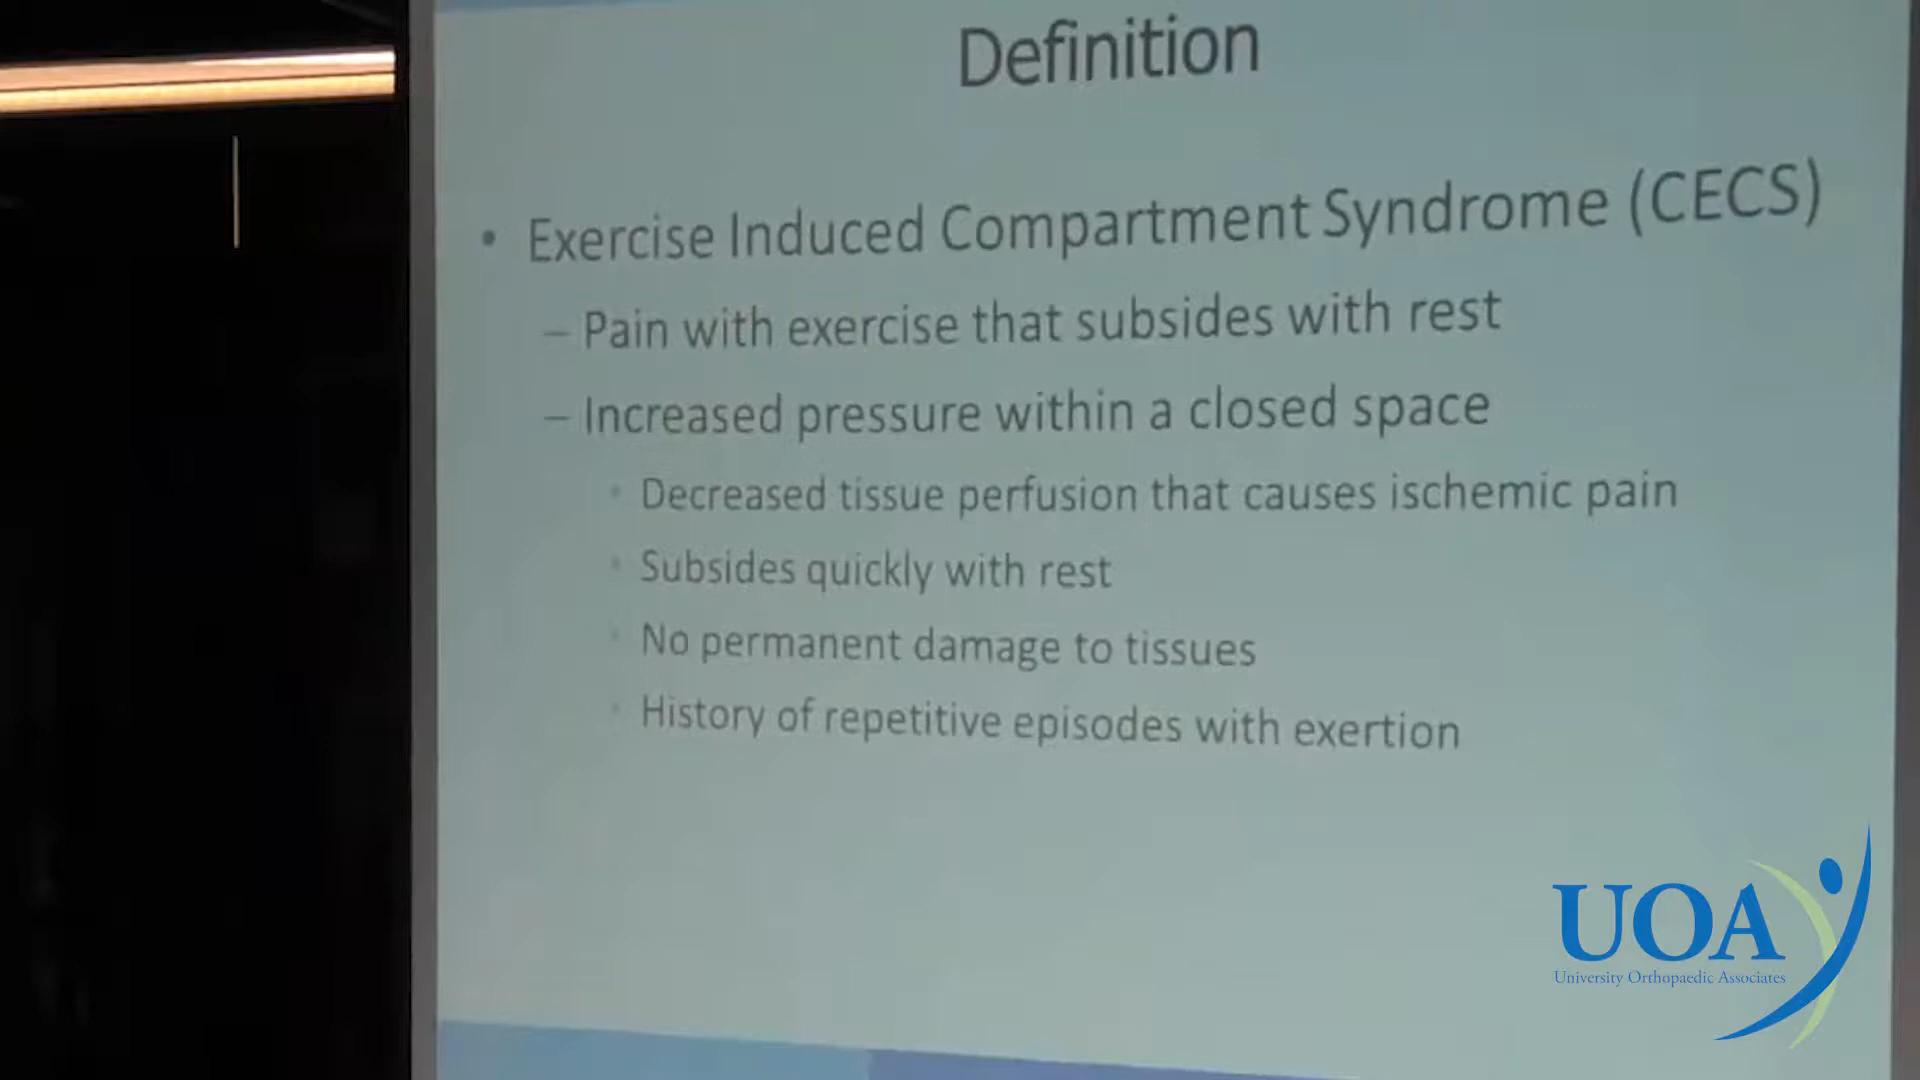 Definition
• Exercise Induced Compartment Syndrome (CECS)
– Pain with exercise that subsides with rest
– Increased pressure within a closed space
• Decreased tissue perfusion that causes ischemic pain
• Subsides quickly with rest
• No permanent damage to tissues
• History of repetitive episodes with exertion
UOA
University Orthopaedic Associates